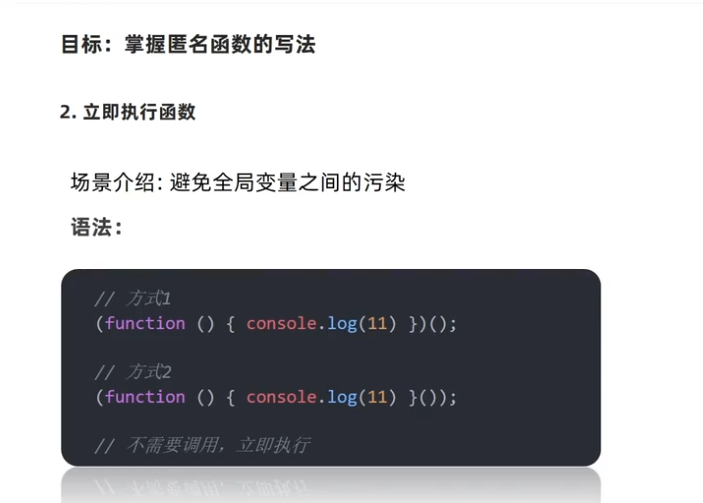 目标：掌握匿名函数的写法
2. 立即执行函数
场景介绍: 避免全局变量之间的污染
语法：
// 方式1
(function () { console.log(11) })();
// 方式2
(function () { console.log(11) }());
// 不需要调用，立即执行